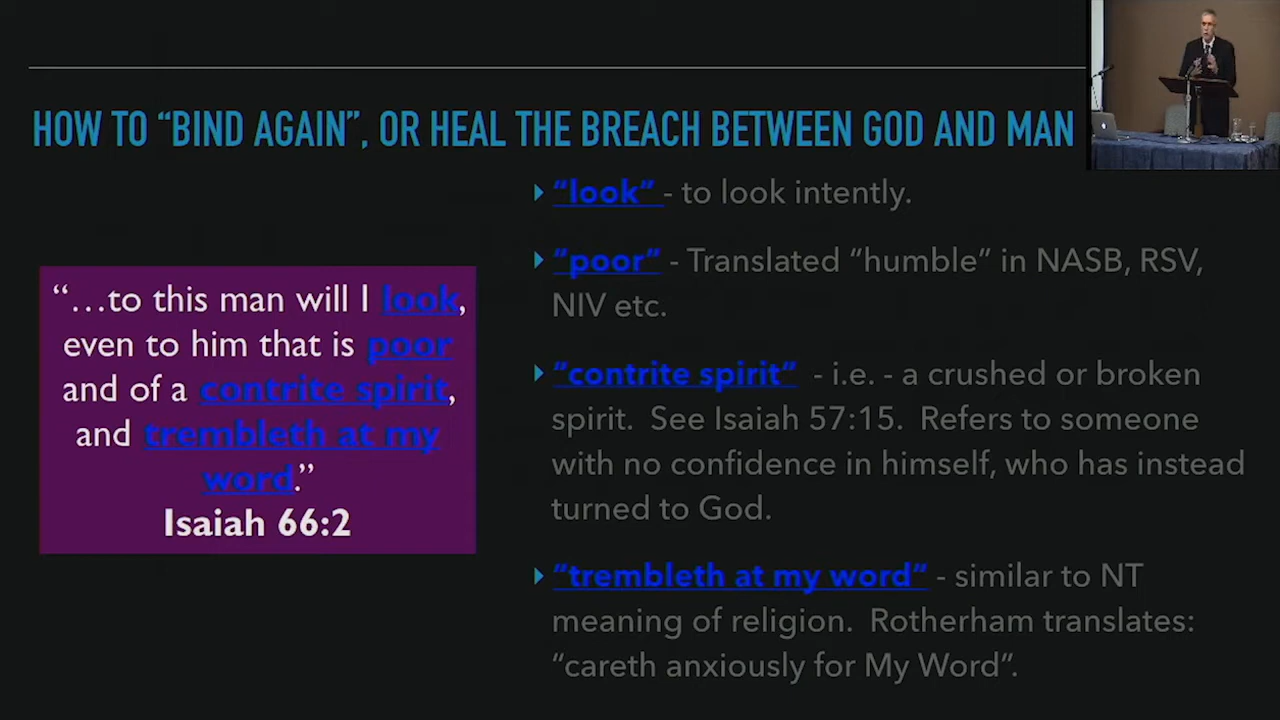 HOW TO “BIND AGAIN”, OR HEAL THE BREACH BETWEEN GOD AND MAN
“…to this man will I look,
even to him that is poor
and of a contrite spirit,
and trembleth at my
word.”
Isaiah 66:2
“look” - to look intently.
“poor” - Translated “humble” in NASB, RSV,
NIV etc.
“contrite spirit” - i.e. - a crushed or broken
spirit. See Isaiah 57:15. Refers to someone
with no confidence in himself, who has instead
turned to God.
“trembleth at my word” - similar to NT
meaning of religion. Rotherham translates:
“careth anxiously for My Word”.